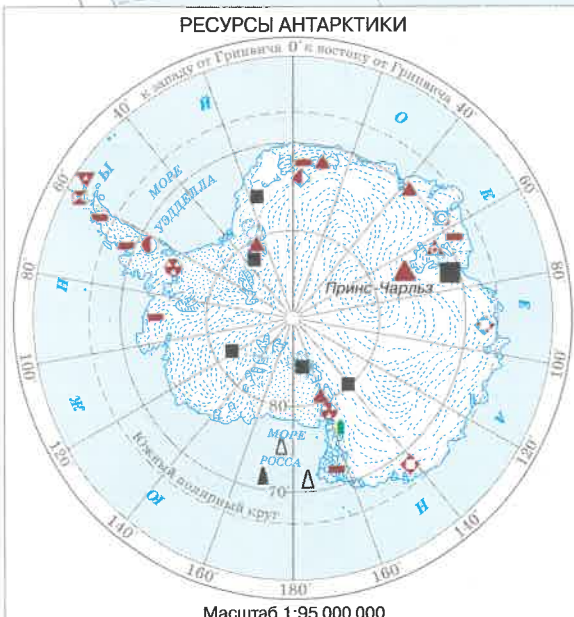 РЕСУРСЫ АНТАРКТИКИ
к западу от Гринвича 0° к востоку от Гринвича
40°
40°
60°
60°
80°
80°
100°
100°
120°
120°
140°
140°
160°
160°
180°
80
70
Ю Ж Н Ы Й
О К Е А Н
МОРЕ
УЭДДЕЛЛА
Принс-Чарльз
МОРЕ
РОССА
Южный полярный круг
Масштаб 1:95 000 000